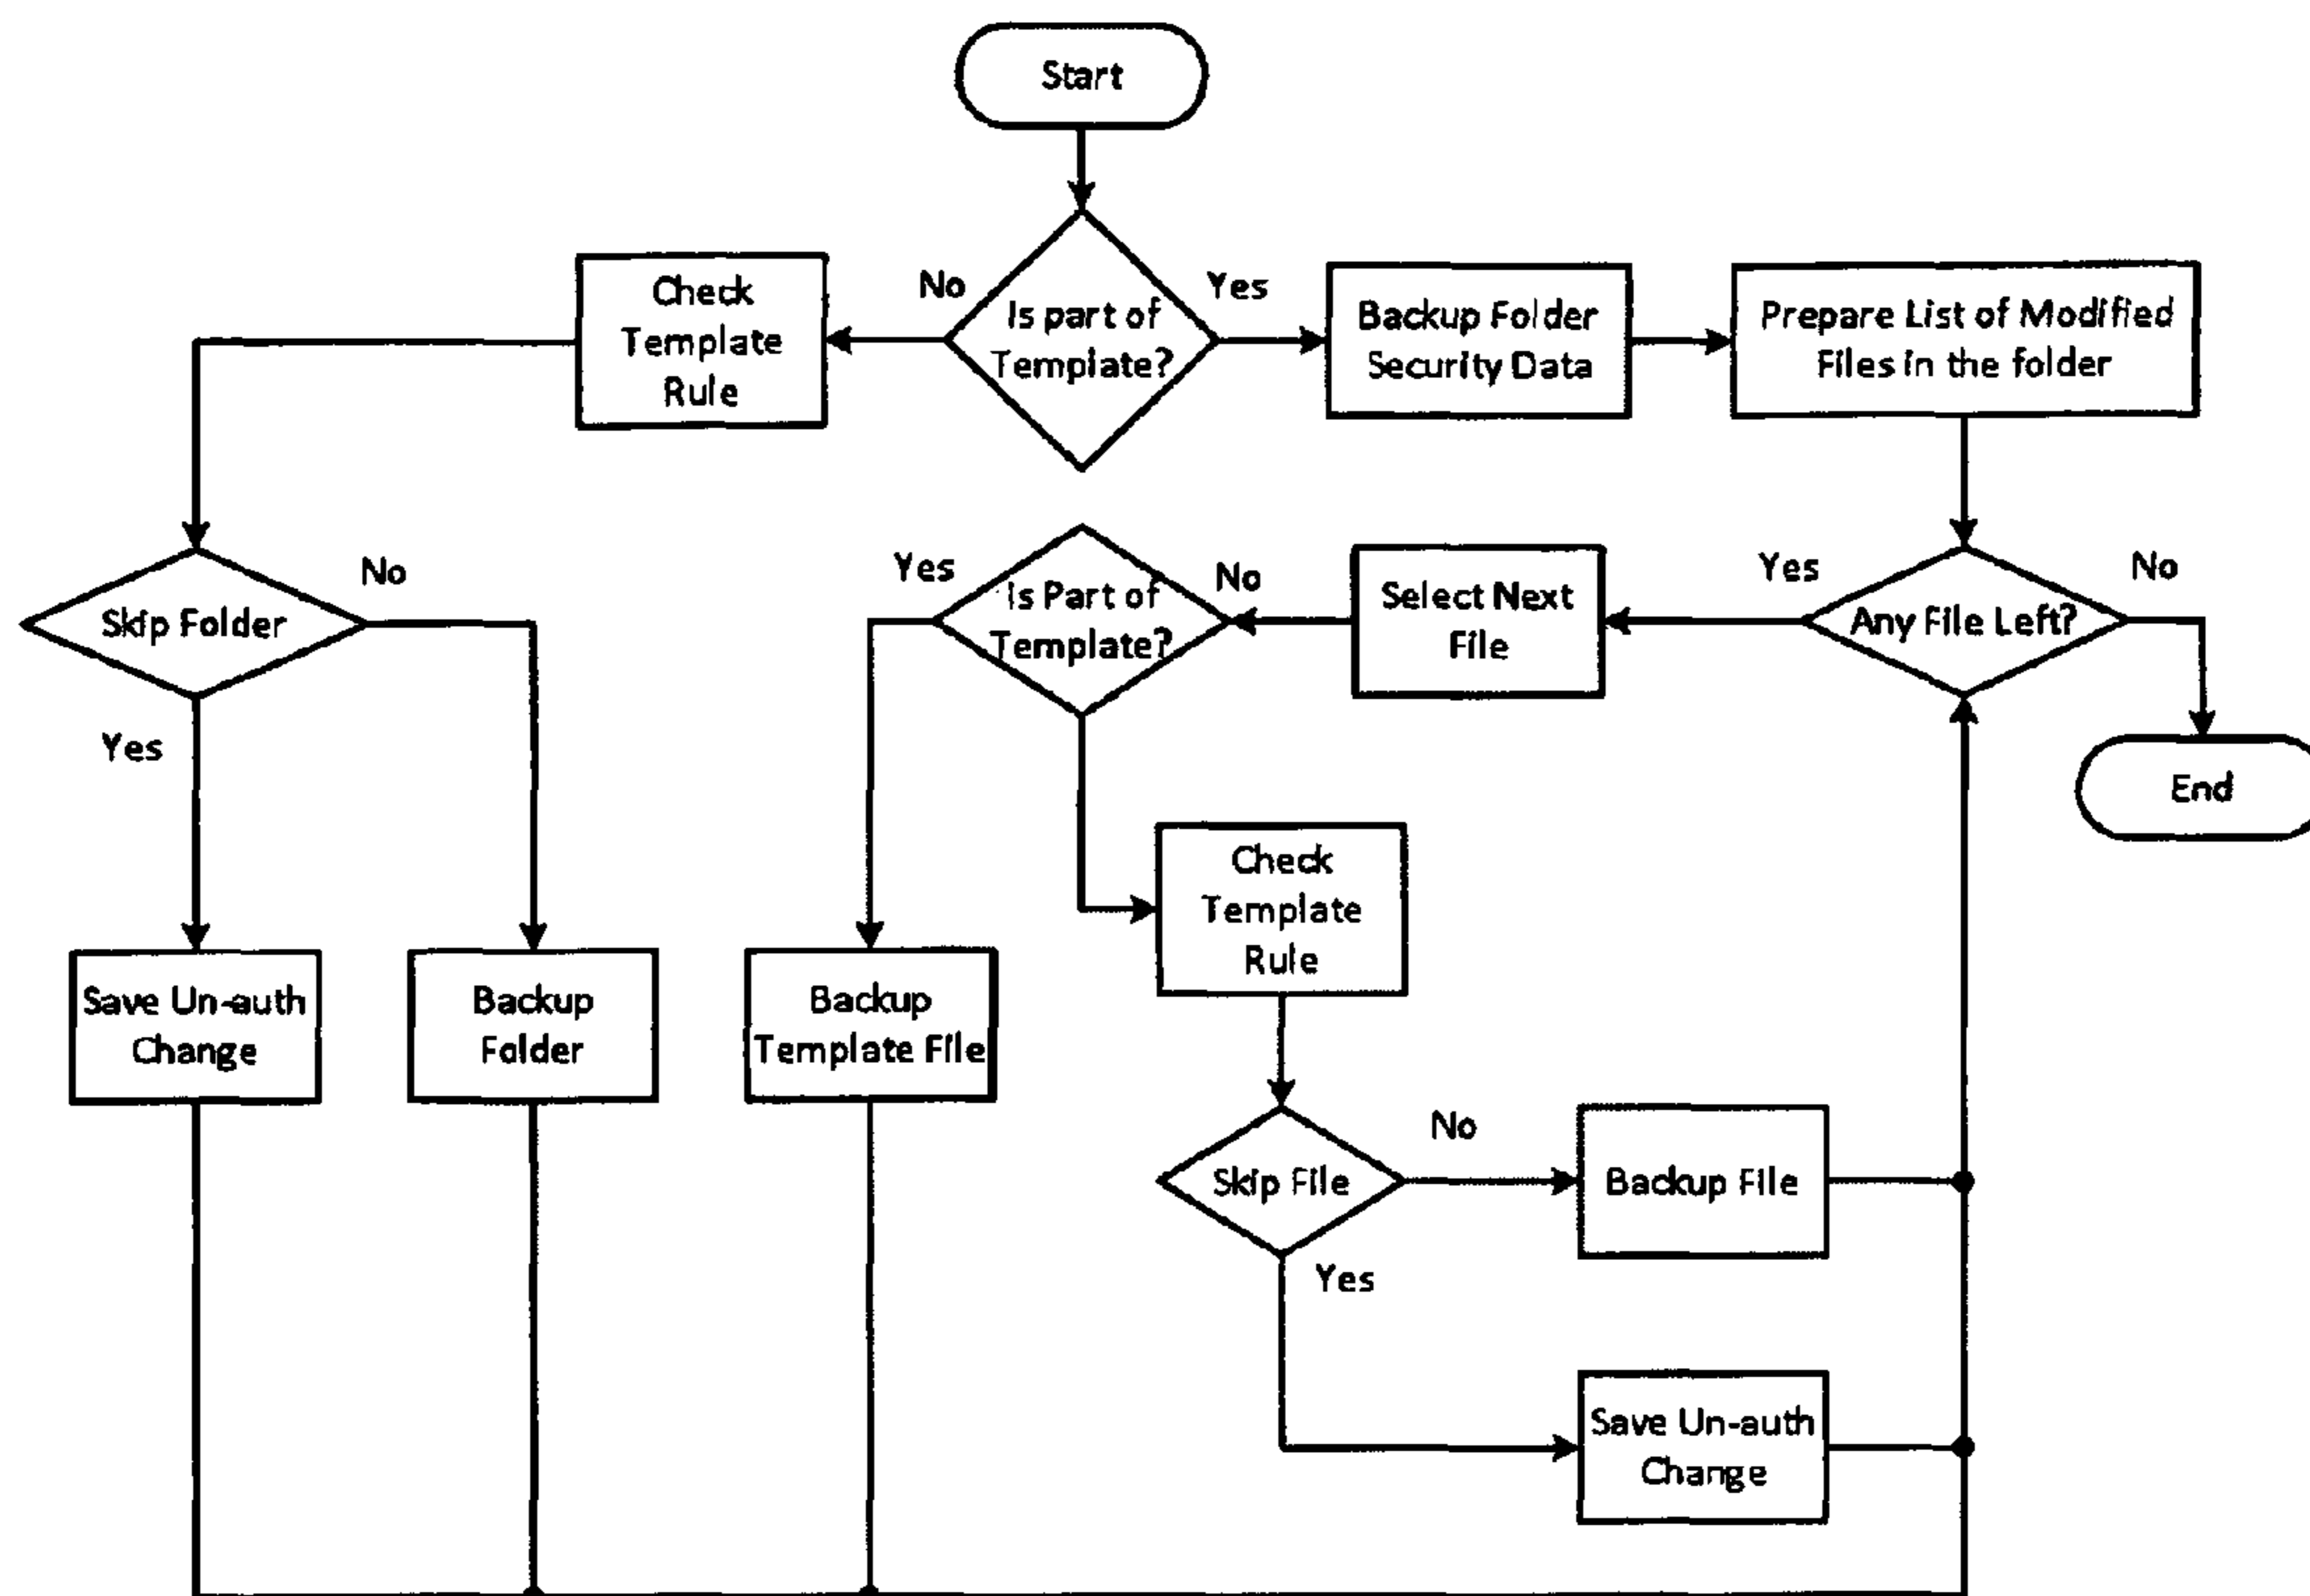 Start
Check
Template
Rule
No
Is part of
Template?
Yes
Backup Folder
Security Data
Prepare List of Modified
Files in the folder
Skip Folder
No
Yes
Yes
Is Part of
Template?
No
Select Next
File
Yes
Any File Left?
No
End
Check
Template
Rule
Save Un-auth
Change
Backup
Folder
Backup
Template File
Skip File
No
Backup File
Yes
Save Un-auth
Change